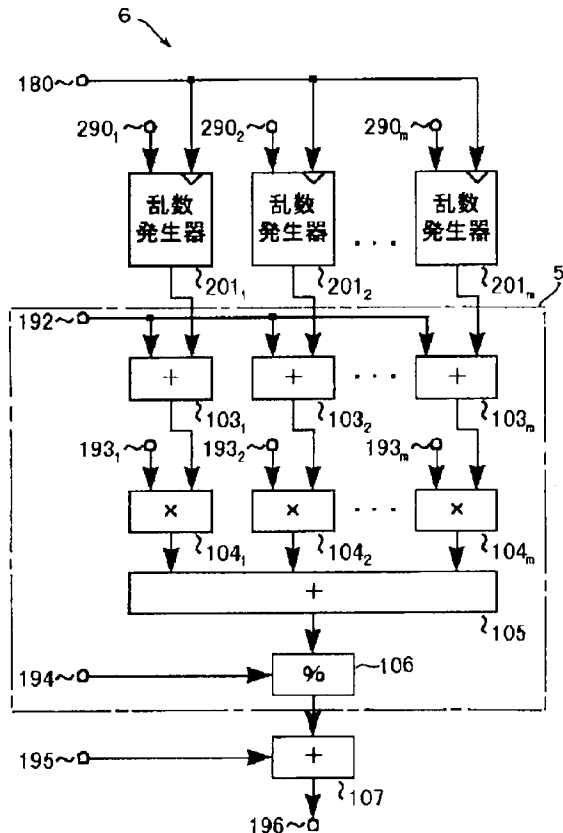 6
180
290₁ 290₂ 290ₘ
乱数 乱数 乱数
発生器 発生器 ・・・ 発生器
201₁ 201₂ 201ₘ 5
192
+ + ・・・ +
103₁ 103₂ 103ₘ
193₁ 193₂ 193ₘ
× × ・・・ ×
104₁ 104₂ 104ₘ
+
105
194 % 106
195 +
107
196